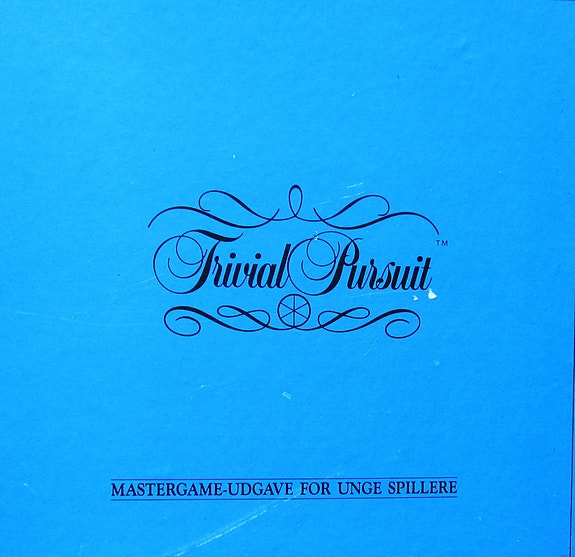 Trivial Pursuit™
MASTERGAME-UDGAVE FOR UNGE SPILLERE